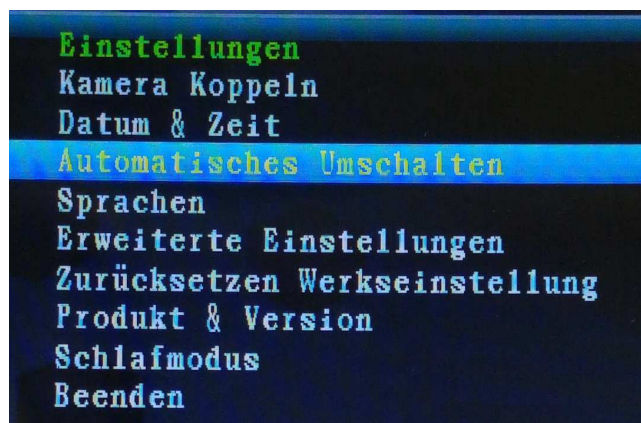 Einstellungen
Kamera Koppeln
Datum & Zeit
Automatisches Umschalten
Sprachen
Erweiterte Einstellungen
Zurücksetzen Werkseinstellung
Produkt & Version
Schlafmodus
Beenden